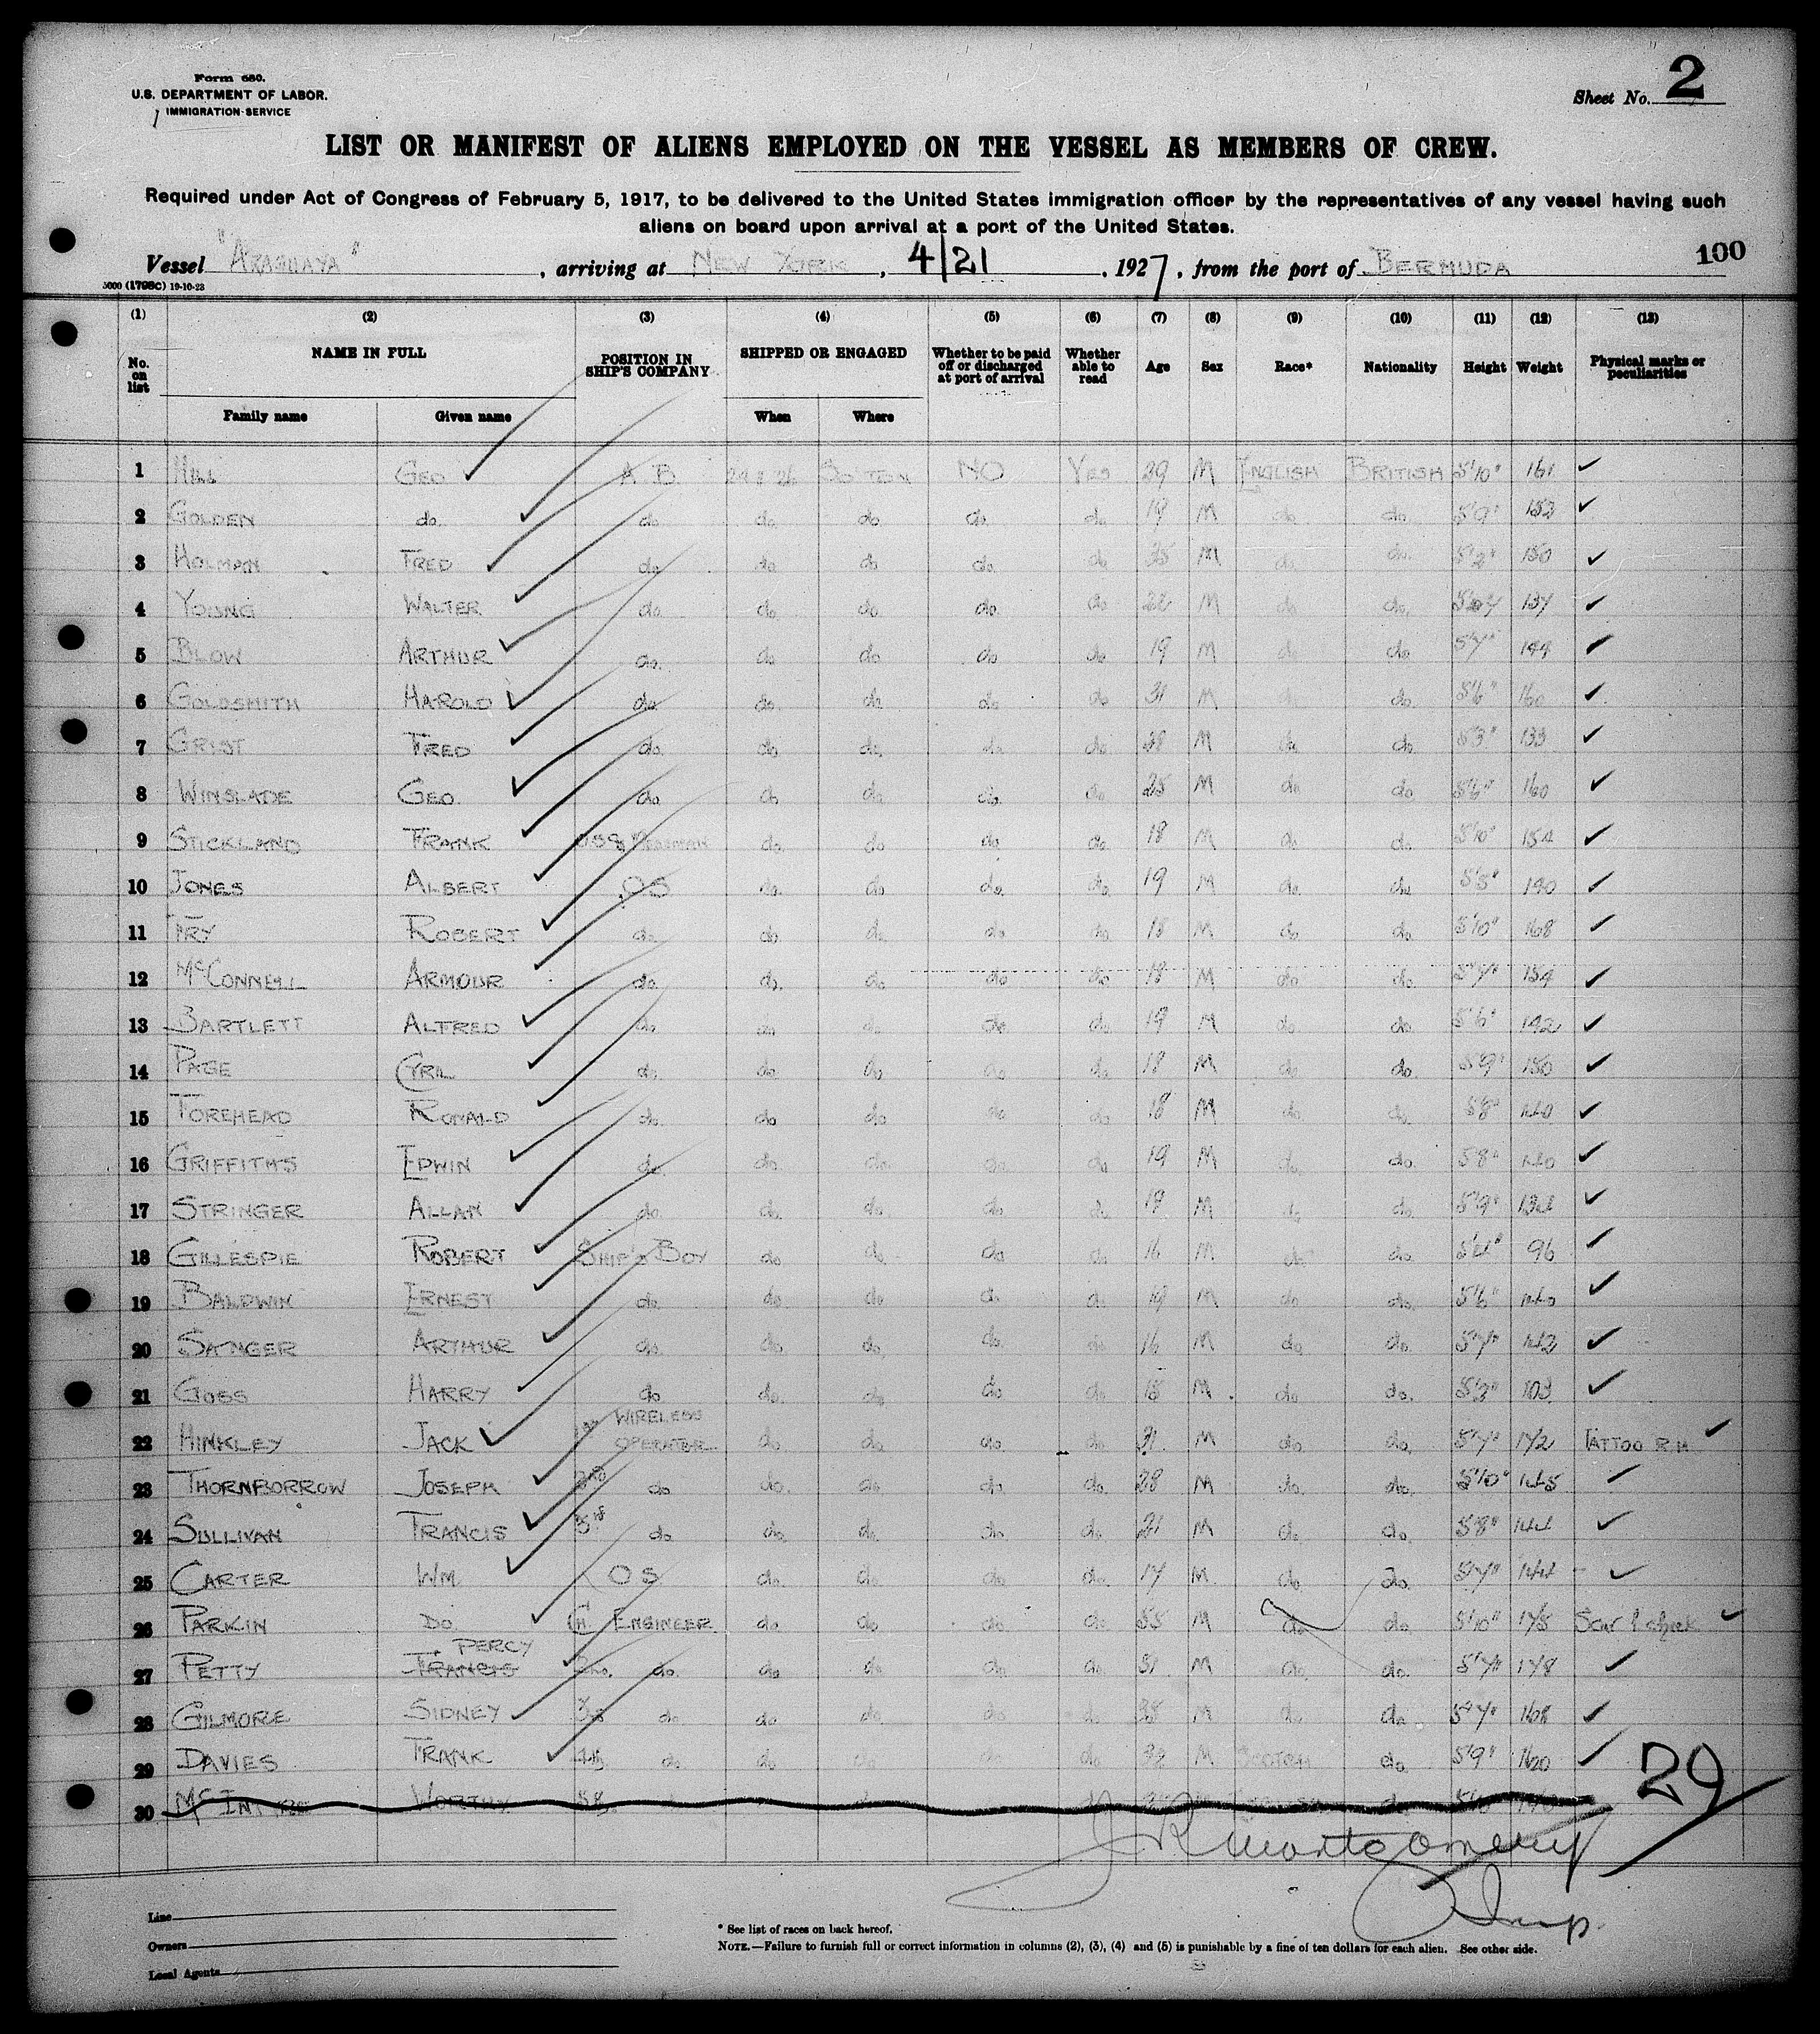 Form 680.
U.S. DEPARTMENT OF LABOR.
IMMIGRATION SERVICE
Sheet No. 2
LIST OR MANIFEST OF ALIENS EMPLOYED ON THE VESSEL AS MEMBERS OF CREW.
Required under Act of Congress of February 5, 1917, to be delivered to the United States immigration officer by the representatives of any vessel having such
aliens on board upon arrival at a port of the United States.
Vessel "ARAGUAYA", arriving at NEW YORK, 4/21, 1927, from the port of BERMUDA 100
5000 (1798C) 19-10-23
(1) (2) (3) (4) (5) (6) (7) (8) (9) (10) (11) (12) (13)
No. on list NAME IN FULL POSITION IN SHIP'S COMPANY SHIPPED OR ENGAGED Whether to be paid off or discharged at port of arrival Whether able to read Age Sex Race* Nationality Height Weight Physical marks or peculiarities
Family name Given name When Where
1 HILL GEO A B SO'TON NO YES 29 M ENGLISH BRITISH 5'10" 161 ✓
2 GOLDEN do. do do. do do. do. M do do. ✓
3 HOLMAN FRED do do do do. do M do do. 5'2" 150 ✓
4 YOUNG WALTER do. do do do. do 22 M do do. 137 ✓
5 BLOW ARTHUR do. do do do do 19 M do do. 5'7" 144 ✓
6 GOLDSMITH HAROLD do. do. do do do 31 M do 5'6" 160 ✓
7 GRIST FRED do. do do. do do 38 M do do. 5'3" 133 ✓
8 WINSLADE GEO. do do do do. do 25 M do do 5'6" 160 ✓
9 STICKLAND FRANK do. do do do. 18 M do do. 5'10" 154 ✓
10 JONES ALBERT OS do. do do. do. 19 M do. do 5'5" 140 ✓
11 FRY ROBERT do. do do. do do. 18 M do do. 5'10" 168 ✓
12 McCONNELL ARMOUR do. do. do do do 18 M do do. 5'7" 154 ✓
13 BARTLETT ALFRED do. do do do do. 19 M do do. 5'6" 142 ✓
14 PAGE CYRIL do. do. do do do. 18 M do do. 5'9" 150 ✓
15 FOREHEAD RONALD do. do do do do. 18 M do do. 5'8" 140 ✓
16 GRIFFITHS EDWIN do. do. do. do do 19 M do. do. 5'8" 140 ✓
17 STRINGER ALLAN do do. do. do do. M do do. 5'9" 134 ✓
18 GILLESPIE ROBERT SHIP'S BOY do do. do do. 16 M do do. 5'4" 96 ✓
19 BALDWIN ERNEST do. do do. do do. M do do. 5'6" 140 ✓
20 SANGER ARTHUR do. do. do. do. do 16 M do do. 5'7" 142 ✓
21 GOSS HARRY do do. do. do do 15 M do. do. 5'3" 103 ✓
22 HINKLEY JACK 1ST WIRELESS OPERATOR do. do. do. do 31 M do. do. 5'7" 172 TATTOO R.H ✓
23 THORNBORROW JOSEPH 2ND do do. do. do. do. 28 M do. do. 5'10" 145 ✓
24 SULLIVAN FRANCIS 3rd do. do. do. do. do. 21 M do. do. 5'8" 144 ✓
25 CARTER WM OS do. do. do do. 17 M do do. 5'7" 144 ✓
26 PARKIN DO. CH ENGINEER do do. do do. 55 M do do. 5'10" 175 Scar cheek ✓
27 PETTY FRANCIS PERCY 2nd. do. do do. do do. M do. do. 5'7" 178 ✓
28 GILMORE SIDNEY 3rd do. do do. do do. 38 M do. do. 5'7" 168 ✓
29 DAVIES FRANK 4th do. do do do do 32 M SCOTCH do. 5'9" 160 ✓
30 McINTYRE WORTHY 5th do.
29
J R Montgomery
Insp.
Line
Owners
Local Agents
* See list of races on back hereof.
NOTE.—Failure to furnish full or correct information in columns (2), (3), (4) and (5) is punishable by a fine of ten dollars for each alien. See other side.